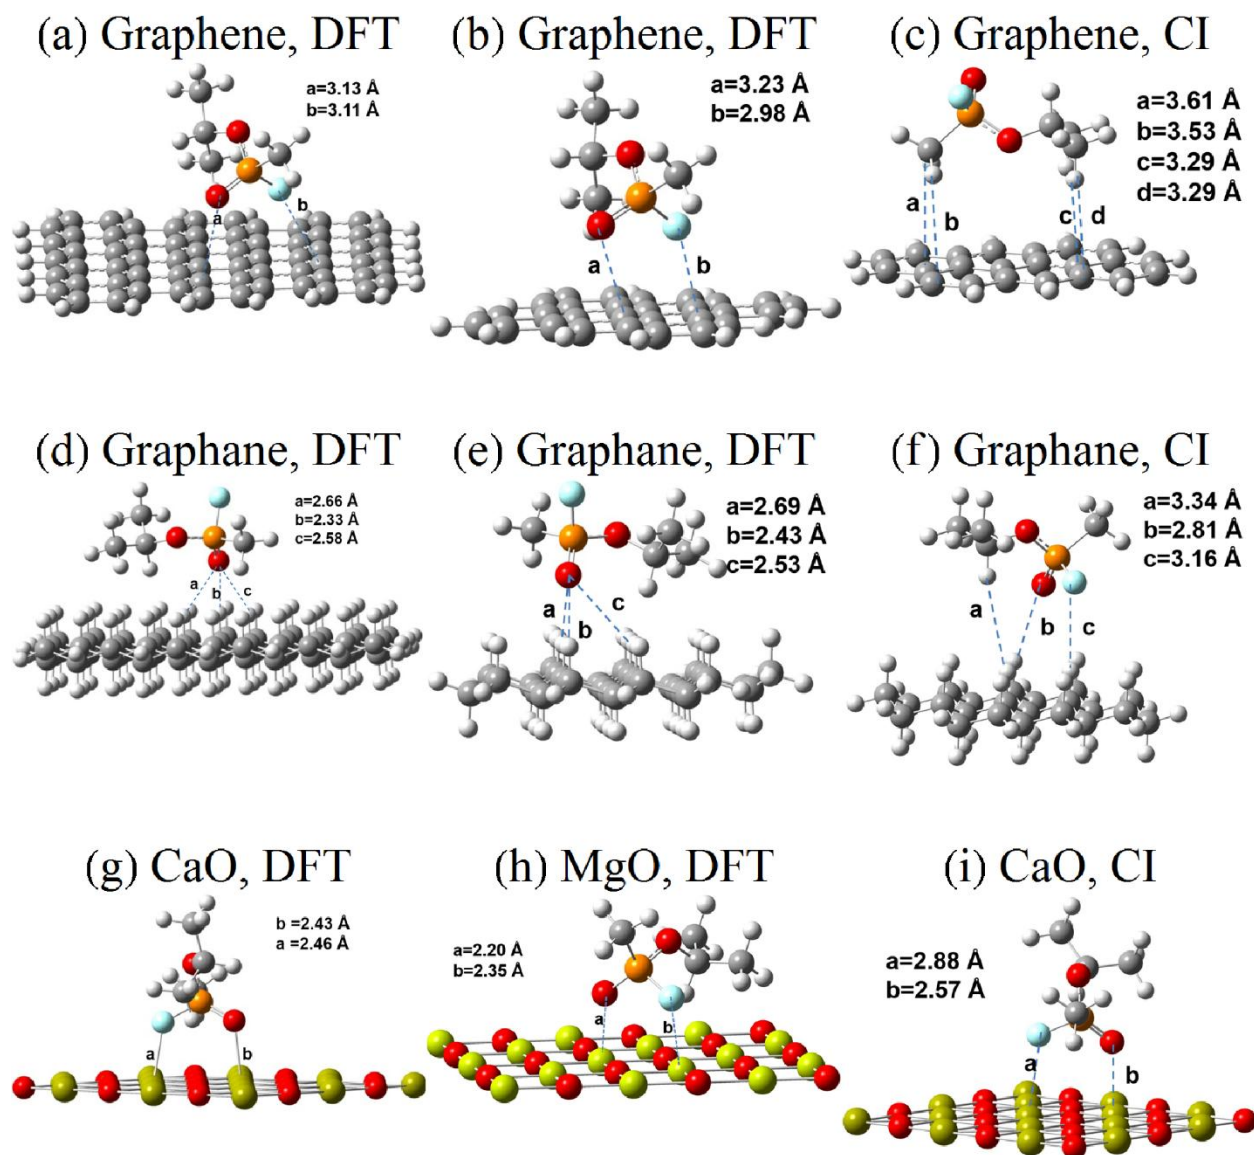 (a) Graphene, DFT
a=3.13 Å
b=3.11 Å
a
b
(b) Graphene, DFT
a=3.23 Å
b=2.98 Å
a
b
(c) Graphene, CI
a=3.61 Å
b=3.53 Å
c=3.29 Å
d=3.29 Å
a
b
c
d
(d) Graphane, DFT
a=2.66 Å
b=2.33 Å
c=2.58 Å
a
b
c
(e) Graphane, DFT
a=2.69 Å
b=2.43 Å
c=2.53 Å
a
b
c
(f) Graphane, CI
a=3.34 Å
b=2.81 Å
c=3.16 Å
a
b
c
(g) CaO, DFT
b =2.43 Å
a =2.46 Å
a
b
(h) MgO, DFT
a=2.20 Å
b=2.35 Å
a
b
(i) CaO, CI
a=2.88 Å
b=2.57 Å
a
b